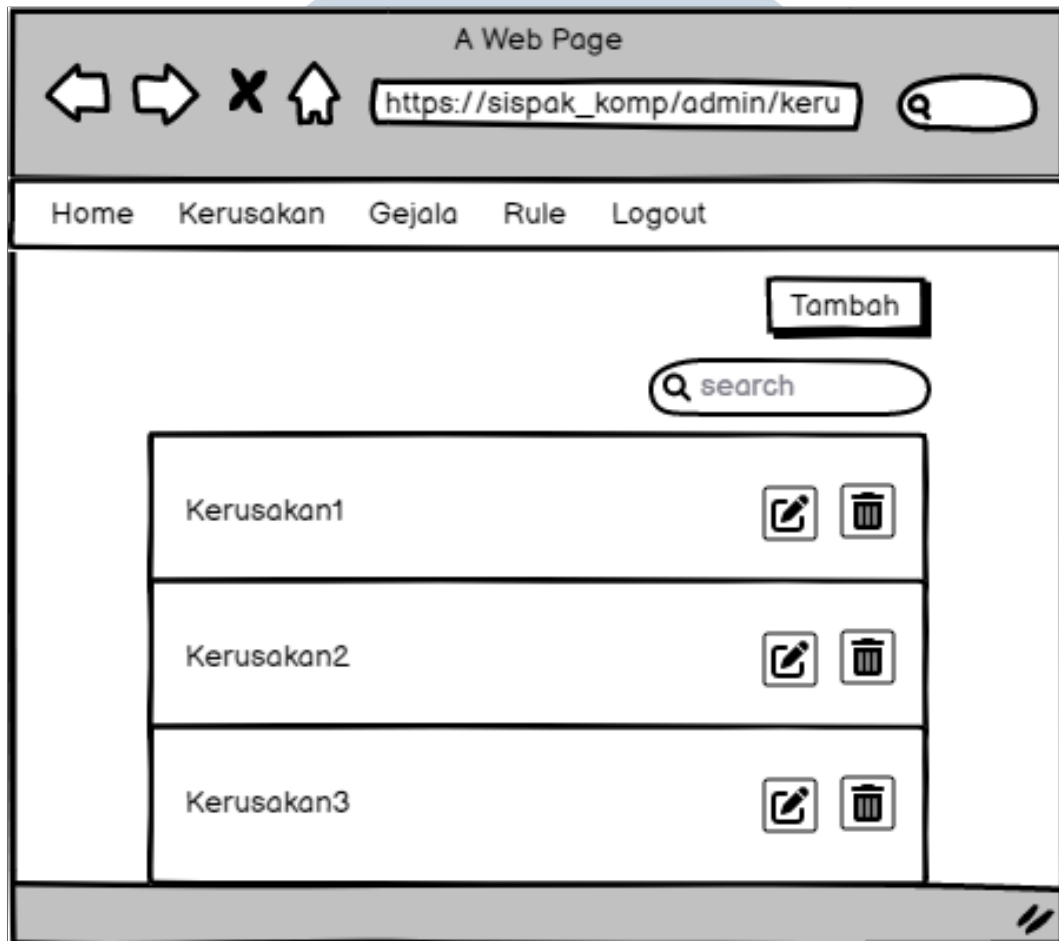 A Web Page
https://sispak_komp/admin/keru
Home Kerusakan Gejala Rule Logout
Tambah
search
Kerusakan1
Kerusakan2
Kerusakan3